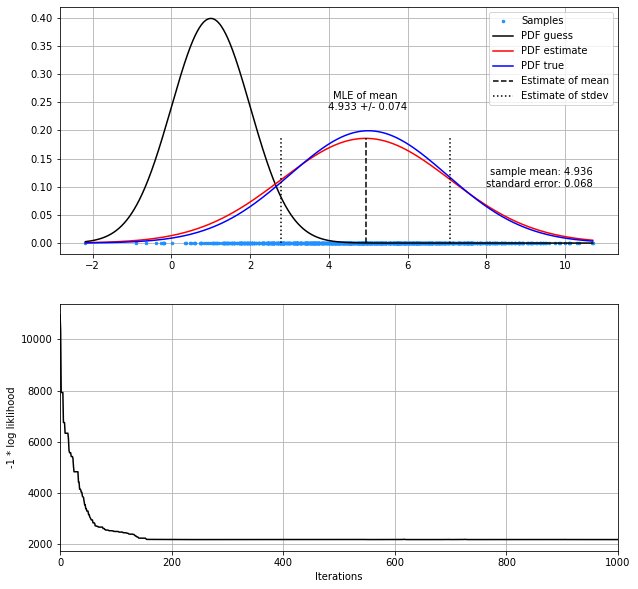 0.40
0.35
0.30
0.25
0.20
0.15
0.10
0.05
0.00
Samples
PDF guess
PDF estimate
PDF true
Estimate of mean
Estimate of stdev
MLE of mean
4.933 +/- 0.074
sample mean: 4.936
standard error: 0.068
−2 0 2 4 6 8 10
10000
8000
6000
4000
2000
-1 * log liklihood
0 200 400 600 800 1000
Iterations